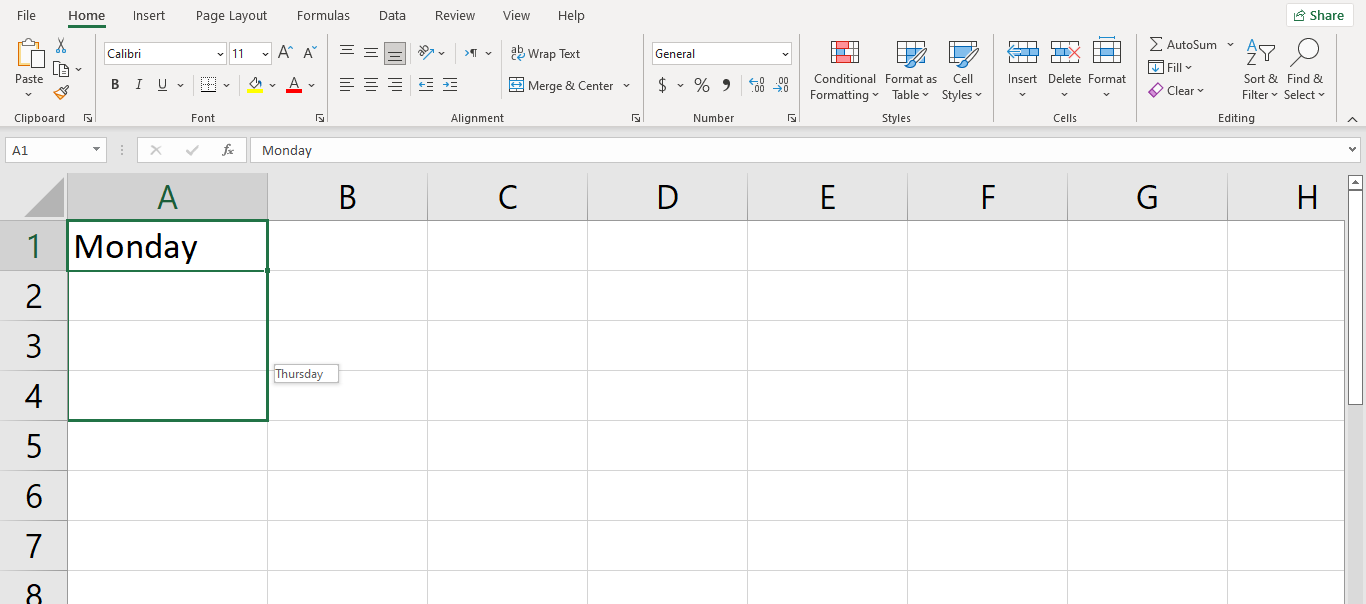 File Home Insert Page Layout Formulas Data Review View Help Share
Calibri 11 Wrap Text General AutoSum
Paste Conditional Formatting Format as Table Cell Styles Insert Delete Format Fill Sort & Filter Find & Select
B I U A Merge & Center $ % Clear
Clipboard Font Alignment Number Styles Cells Editing
A1 fx Monday
A B C D E F G H
1 Monday
2
3
Thursday
4
5
6
7
8